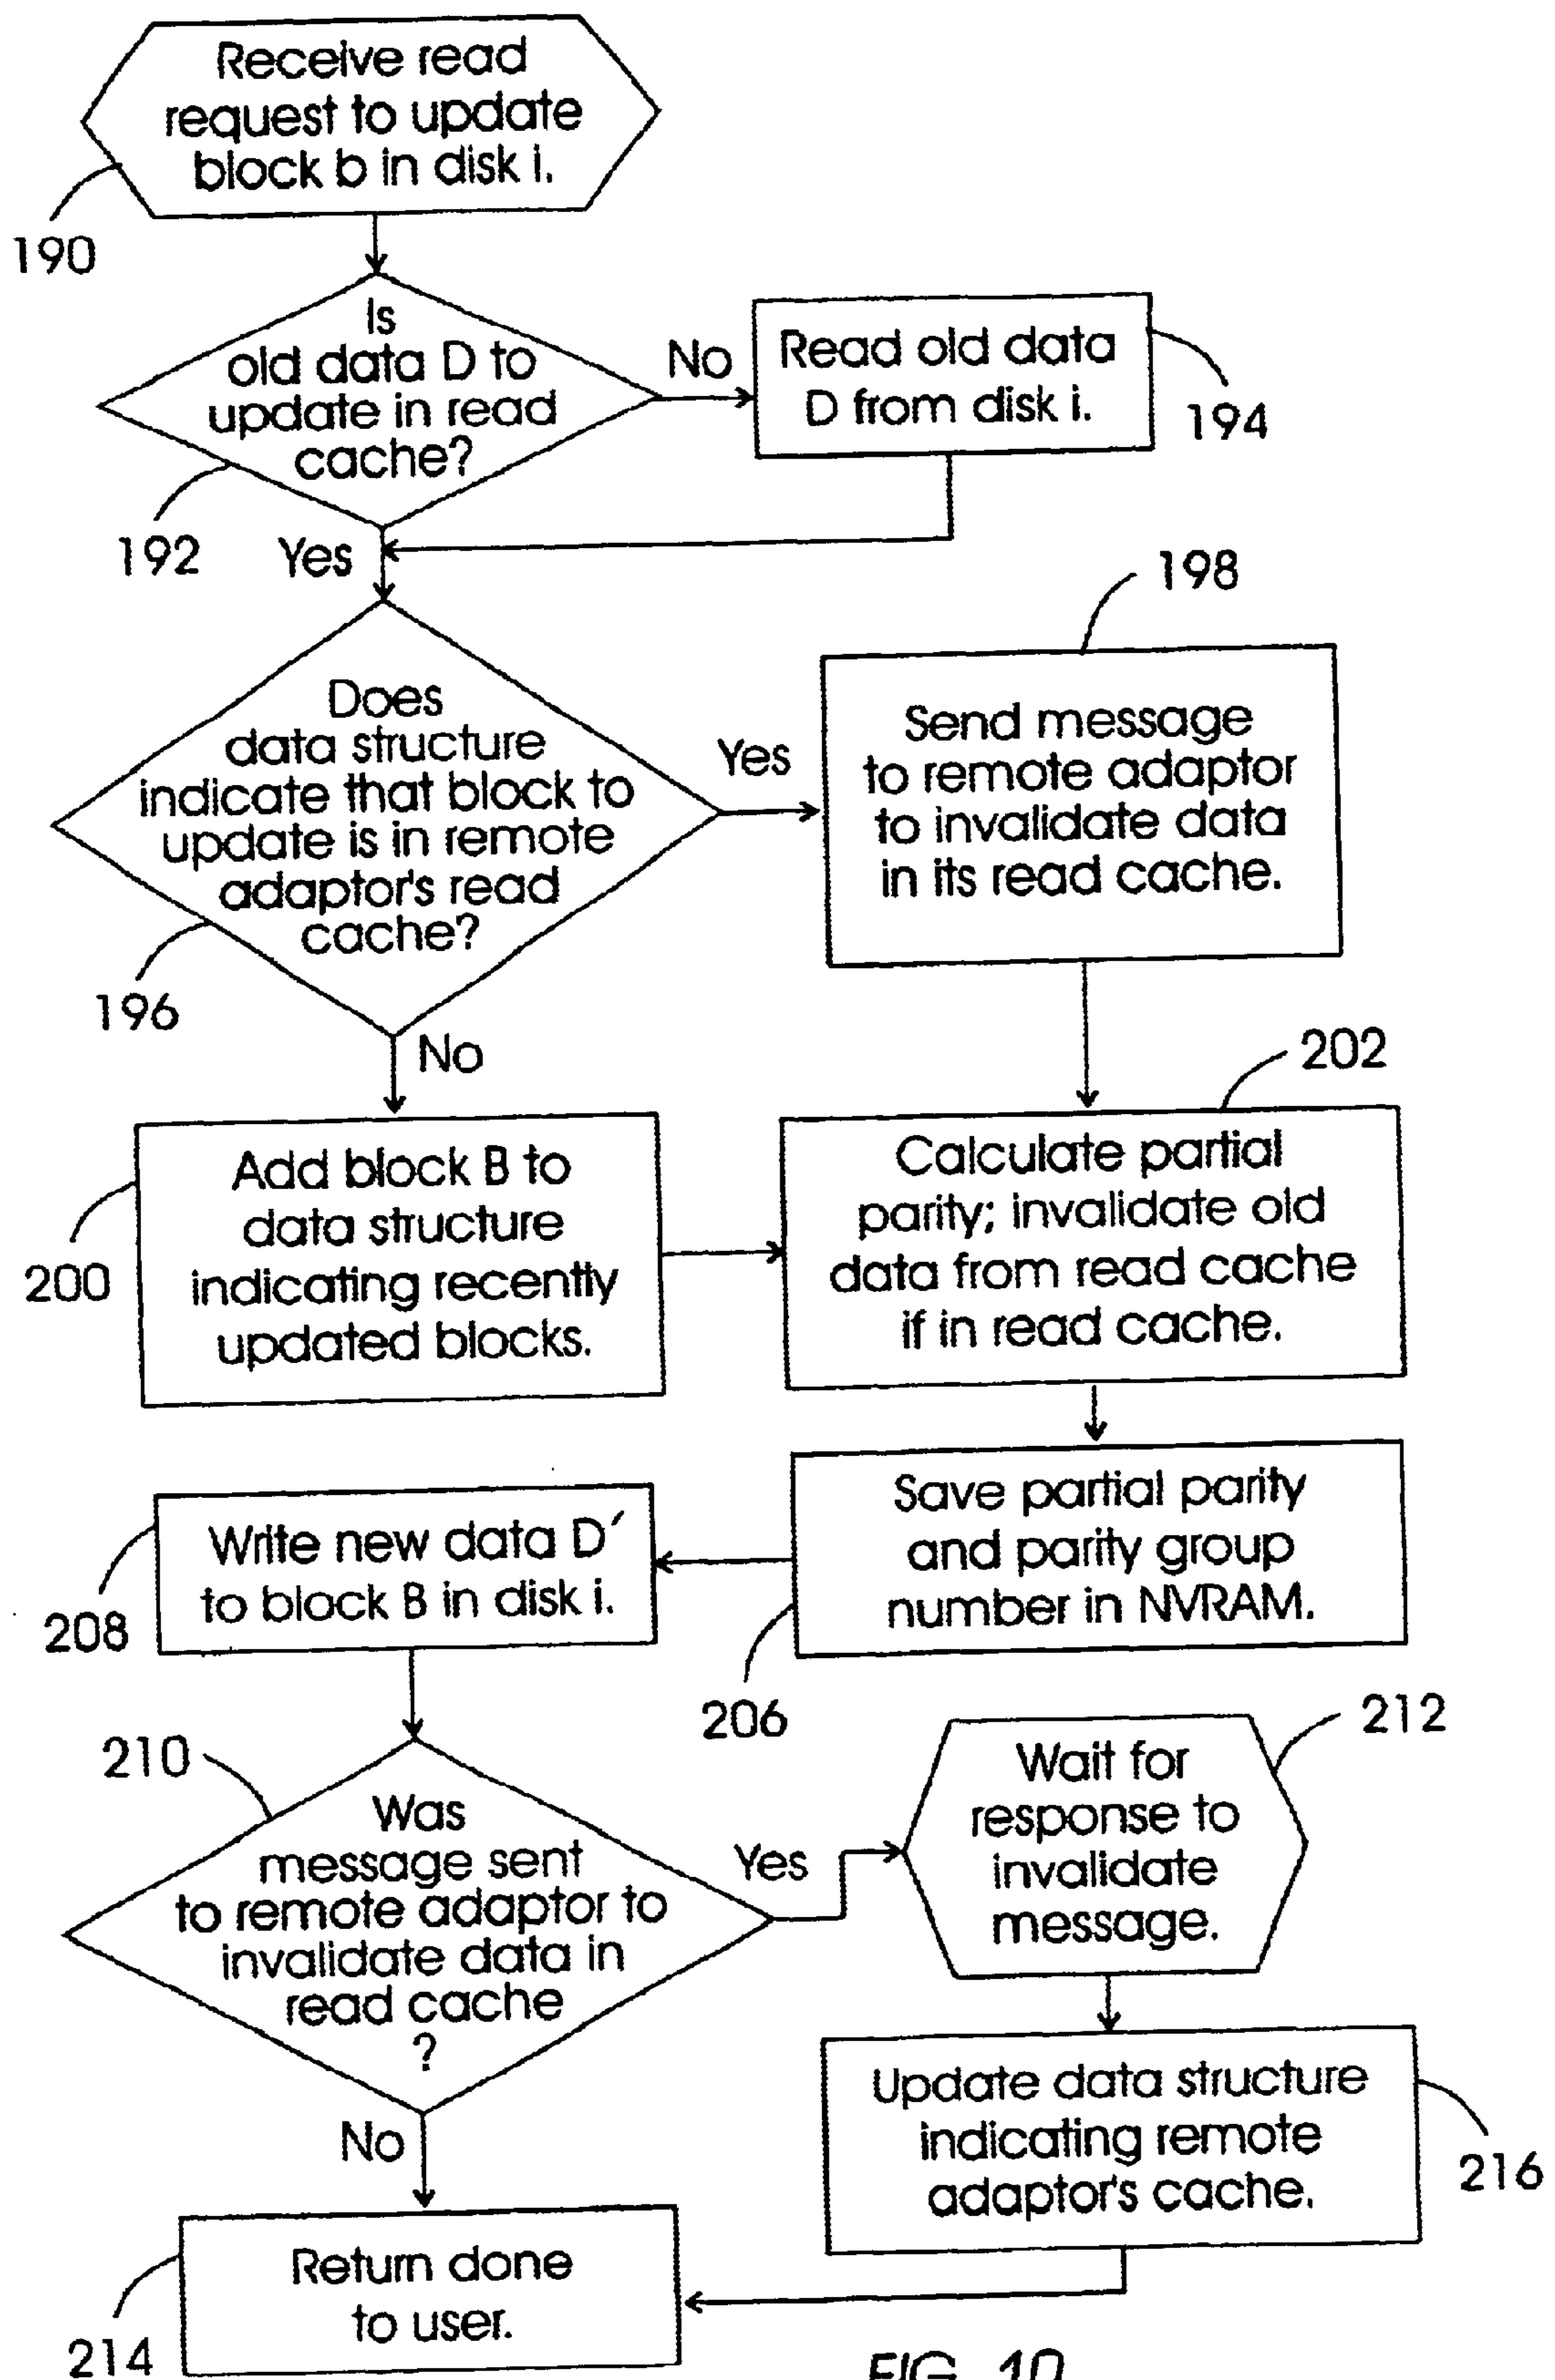 Receive read
request to update
block b in disk i.
190
Is
old data D to
update in read
cache?
No
Read old data
D from disk i.
194
192
Yes
198
Does
data structure
indicate that block to
update is in remote
adaptor's read
cache?
Yes
Send message
to remote adaptor
to invalidate data
in its read cache.
196
No
202
Add block B to
data structure
indicating recently
updated blocks.
200
Calculate partial
parity; invalidate old
data from read cache
if in read cache.
Save partial parity
and parity group
number in NVRAM.
206
Write new data D′
to block B in disk i.
208
210
Was
message sent
to remote adaptor to
invalidate data in
read cache
?
Yes
212
Wait for
response to
invalidate
message.
No
Update data structure
indicating remote
adaptor's cache.
216
Return done
to user.
214
FIG. 10